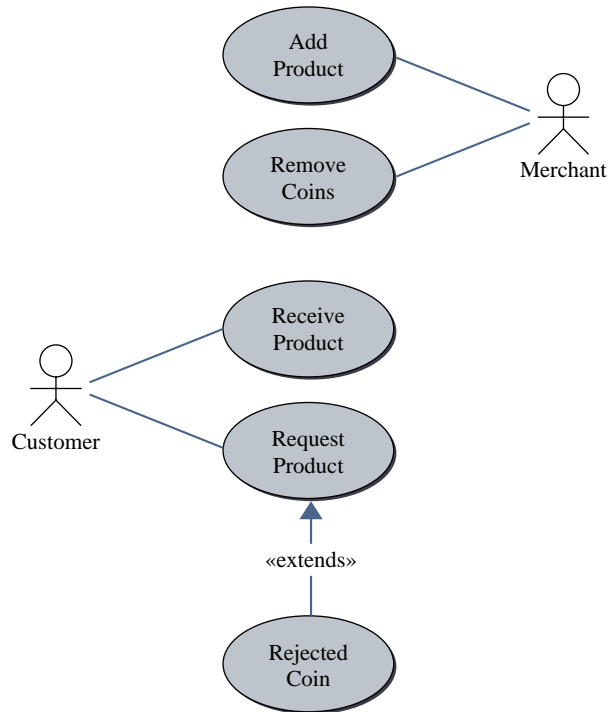 Add
Product
Merchant
Remove
Coins
Receive
Product
Customer
Request
Product
«extends»
Rejected
Coin